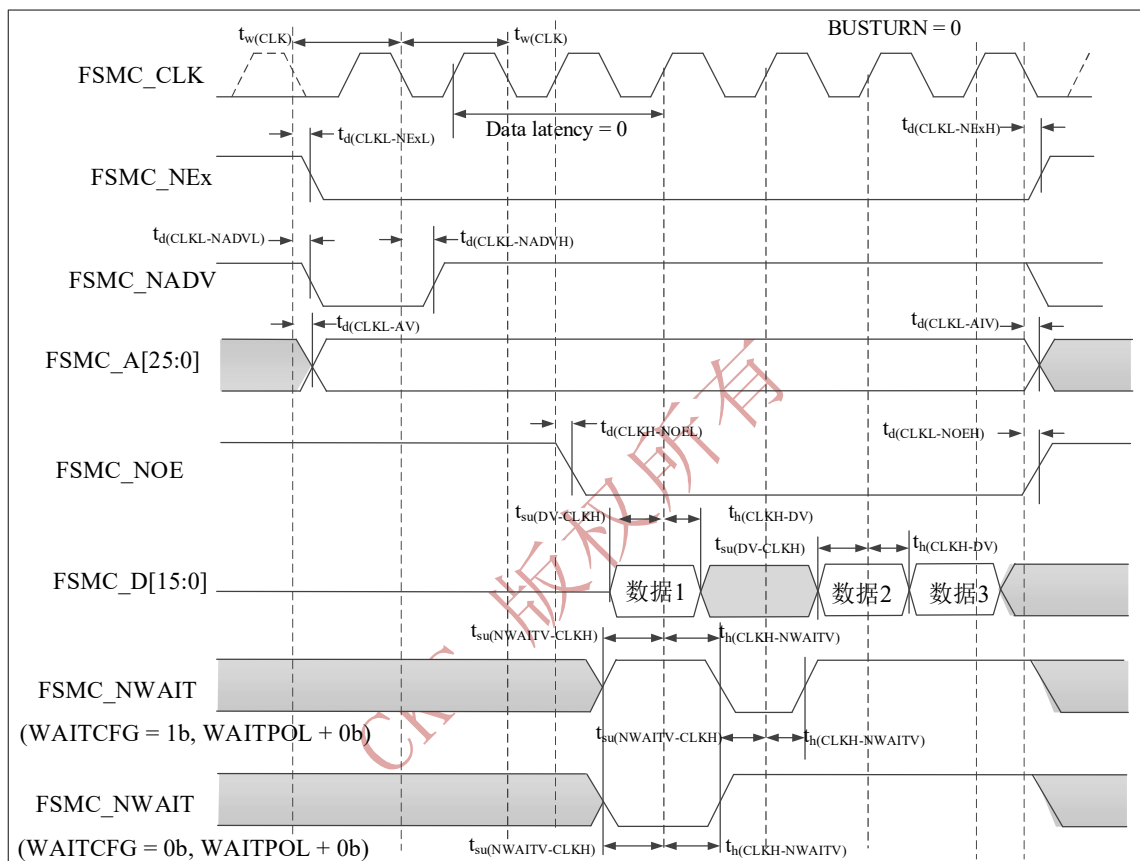 tw(CLK) tw(CLK) BUSTURN = 0
FSMC_CLK
Data latency = 0
td(CLKL-NExL) td(CLKL-NExH)
FSMC_NEx
td(CLKL-NADVL) td(CLKL-NADVH)
FSMC_NADV
td(CLKL-AV) td(CLKL-AIV)
FSMC_A[25:0]
td(CLKH-NOEL) td(CLKL-NOEH)
FSMC_NOE
tsu(DV-CLKH) th(CLKH-DV)
tsu(DV-CLKH) th(CLKH-DV)
FSMC_D[15:0] 数据1 数据2 数据3
tsu(NWAITV-CLKH) th(CLKH-NWAITV)
FSMC_NWAIT
(WAITCFG = 1b, WAITPOL + 0b)
tsu(NWAITV-CLKH) th(CLKH-NWAITV)
FSMC_NWAIT
(WAITCFG = 0b, WAITPOL + 0b)
tsu(NWAITV-CLKH) th(CLKH-NWAITV)
版权所有